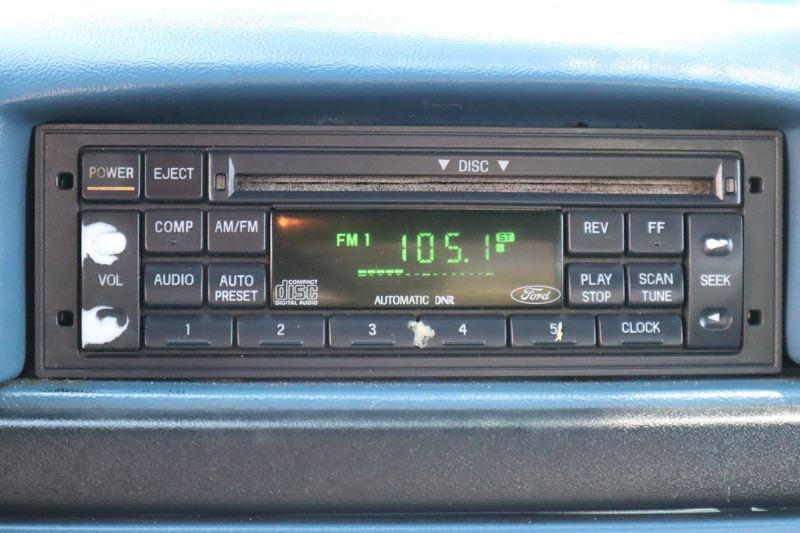 POWER EJECT ▼ DISC ▼
VOL COMP AM/FM FM 1 105.1 ST REV FF SEEK
AUDIO AUTO PRESET COMPACT disc DIGITAL AUDIO AUTOMATIC DNR Ford PLAY STOP SCAN TUNE
1 2 3 4 5 CLOCK